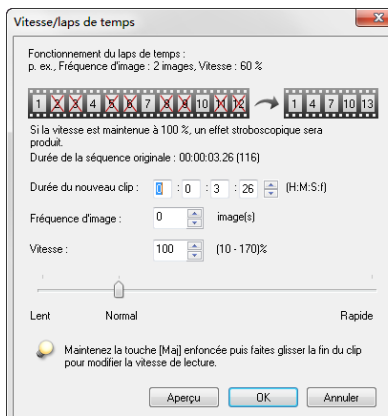 Vitesse/laps de temps
Fonctionnement du laps de temps :
p. ex., Fréquence d'image : 2 images, Vitesse : 60 %
1 2 3 4 5 6 7 8 9 10 11 12 1 4 7 10 13
Si la vitesse est maintenue à 100 %, un effet stroboscopique sera
produit.
Durée de la séquence originale : 00:00:03.26 (116)
Durée du nouveau clip : 0 : 0 : 3 : 26 (H:M:S:f)
Fréquence d'image : 0 image(s)
Vitesse : 100 (10 - 170)%
Lent Normal Rapide
Maintenez la touche [Maj] enfoncée puis faites glisser la fin du clip
pour modifier la vitesse de lecture.
Aperçu OK Annuler